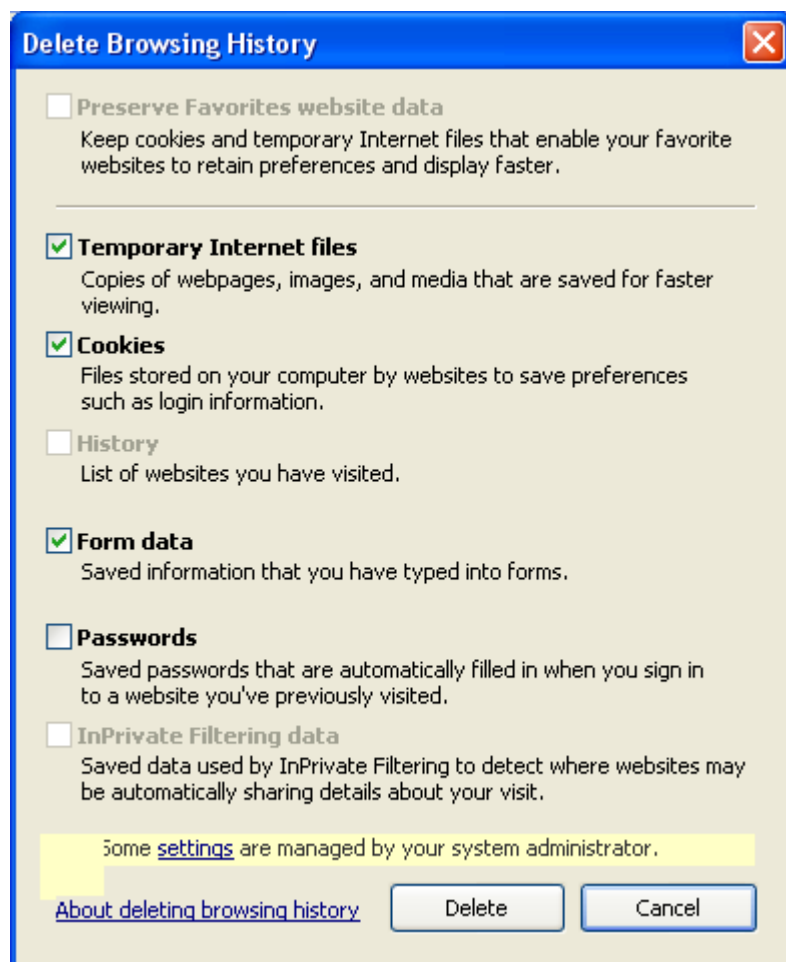 Delete Browsing History
Preserve Favorites website data
Keep cookies and temporary Internet files that enable your favorite
websites to retain preferences and display faster.
Temporary Internet files
Copies of webpages, images, and media that are saved for faster
viewing.
Cookies
Files stored on your computer by websites to save preferences
such as login information.
History
List of websites you have visited.
Form data
Saved information that you have typed into forms.
Passwords
Saved passwords that are automatically filled in when you sign in
to a website you've previously visited.
InPrivate Filtering data
Saved data used by InPrivate Filtering to detect where websites may
be automatically sharing details about your visit.
Some settings are managed by your system administrator.
About deleting browsing history
Delete
Cancel